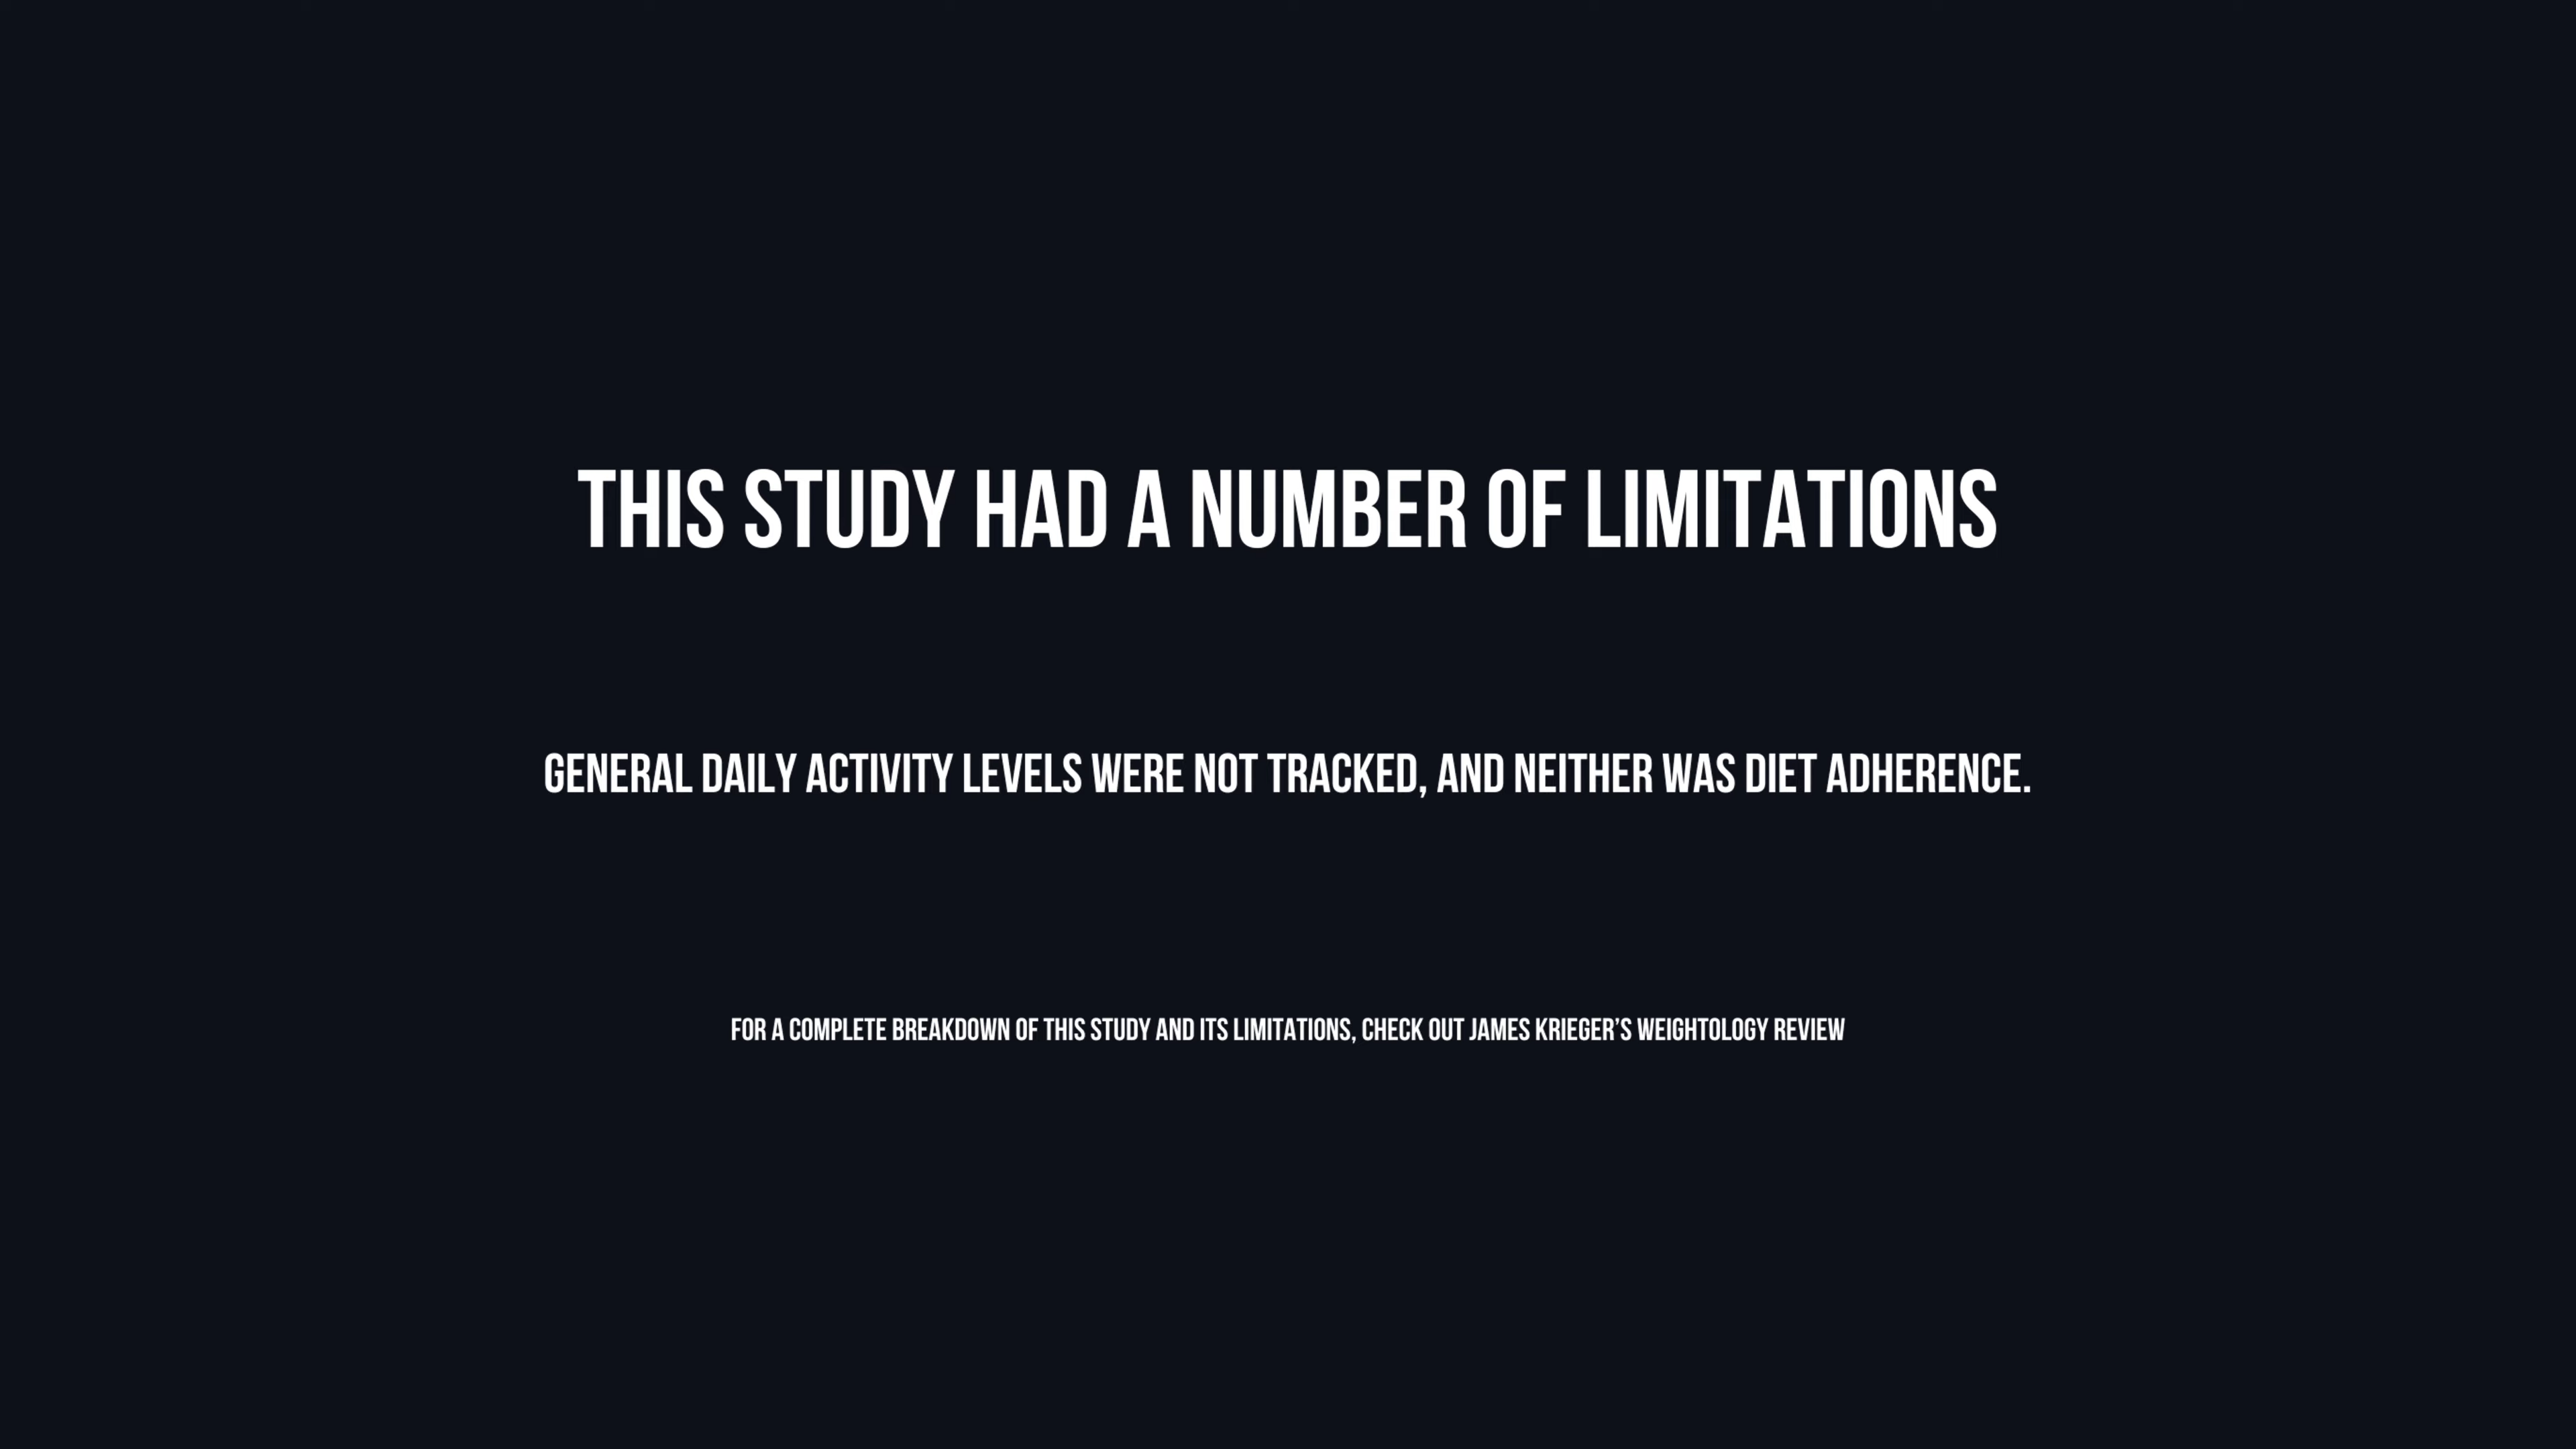 THIS STUDY HAD A NUMBER OF LIMITATIONS
GENERAL DAILY ACTIVITY LEVELS WERE NOT TRACKED, AND NEITHER WAS DIET ADHERENCE.
FOR A COMPLETE BREAKDOWN OF THIS STUDY AND ITS LIMITATIONS, CHECK OUT JAMES KRIEGER’S WEIGHTOLOGY REVIEW